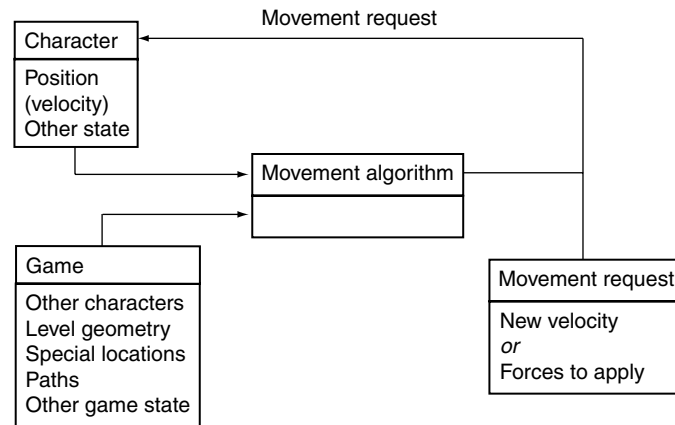 Movement request
Character
Position
(velocity)
Other state
Movement algorithm
Game
Other characters
Level geometry
Special locations
Paths
Other game state
Movement request
New velocity
or
Forces to apply